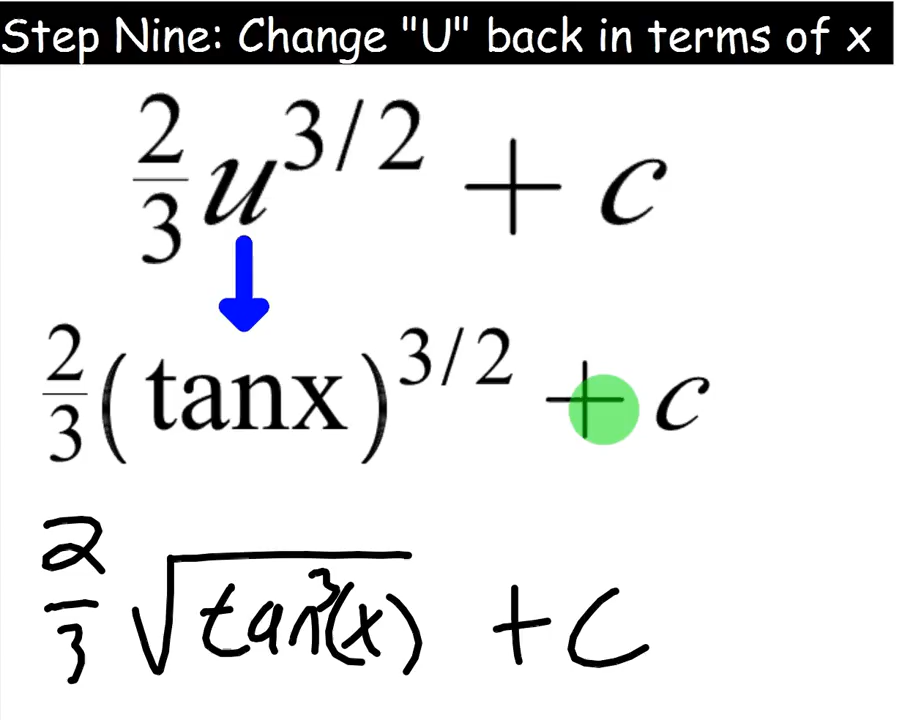 Step Nine: Change "U" back in terms of x
2/3 u^3/2 + c
2/3 (tanx)^3/2 + c
2/3 √tan³(x) + C